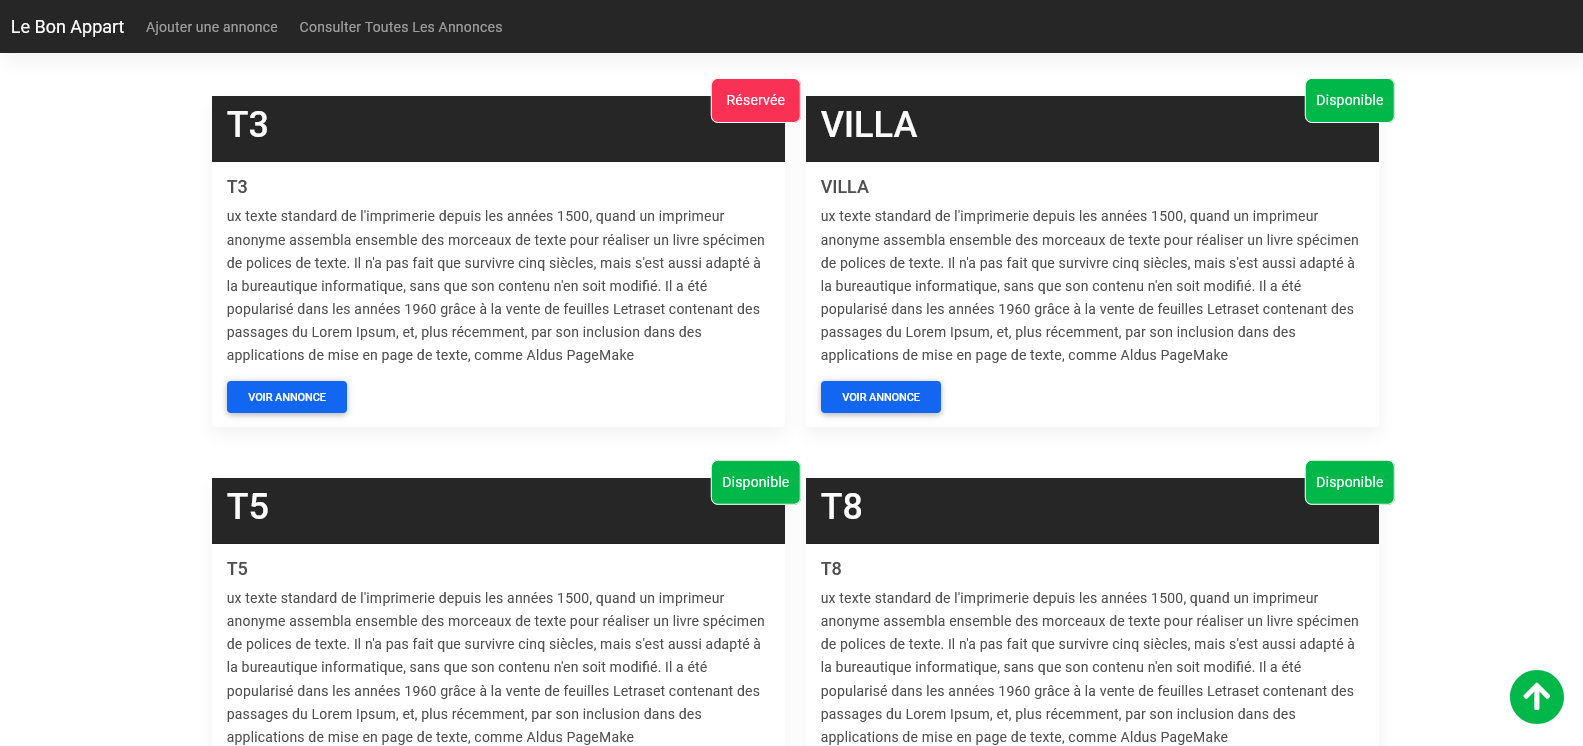 Le Bon Appart Ajouter une annonce Consulter Toutes Les Annonces
Réservée
T3
T3
ux texte standard de l'imprimerie depuis les années 1500, quand un imprimeur
anonyme assembla ensemble des morceaux de texte pour réaliser un livre spécimen
de polices de texte. Il n'a pas fait que survivre cinq siècles, mais s'est aussi adapté à
la bureautique informatique, sans que son contenu n'en soit modifié. Il a été
popularisé dans les années 1960 grâce à la vente de feuilles Letraset contenant des
passages du Lorem Ipsum, et, plus récemment, par son inclusion dans des
applications de mise en page de texte, comme Aldus PageMake
VOIR ANNONCE
Disponible
VILLA
VILLA
ux texte standard de l'imprimerie depuis les années 1500, quand un imprimeur
anonyme assembla ensemble des morceaux de texte pour réaliser un livre spécimen
de polices de texte. Il n'a pas fait que survivre cinq siècles, mais s'est aussi adapté à
la bureautique informatique, sans que son contenu n'en soit modifié. Il a été
popularisé dans les années 1960 grâce à la vente de feuilles Letraset contenant des
passages du Lorem Ipsum, et, plus récemment, par son inclusion dans des
applications de mise en page de texte, comme Aldus PageMake
VOIR ANNONCE
Disponible
T5
T5
ux texte standard de l'imprimerie depuis les années 1500, quand un imprimeur
anonyme assembla ensemble des morceaux de texte pour réaliser un livre spécimen
de polices de texte. Il n'a pas fait que survivre cinq siècles, mais s'est aussi adapté à
la bureautique informatique, sans que son contenu n'en soit modifié. Il a été
popularisé dans les années 1960 grâce à la vente de feuilles Letraset contenant des
passages du Lorem Ipsum, et, plus récemment, par son inclusion dans des
applications de mise en page de texte, comme Aldus PageMake
Disponible
T8
T8
ux texte standard de l'imprimerie depuis les années 1500, quand un imprimeur
anonyme assembla ensemble des morceaux de texte pour réaliser un livre spécimen
de polices de texte. Il n'a pas fait que survivre cinq siècles, mais s'est aussi adapté à
la bureautique informatique, sans que son contenu n'en soit modifié. Il a été
popularisé dans les années 1960 grâce à la vente de feuilles Letraset contenant des
passages du Lorem Ipsum, et, plus récemment, par son inclusion dans des
applications de mise en page de texte, comme Aldus PageMake